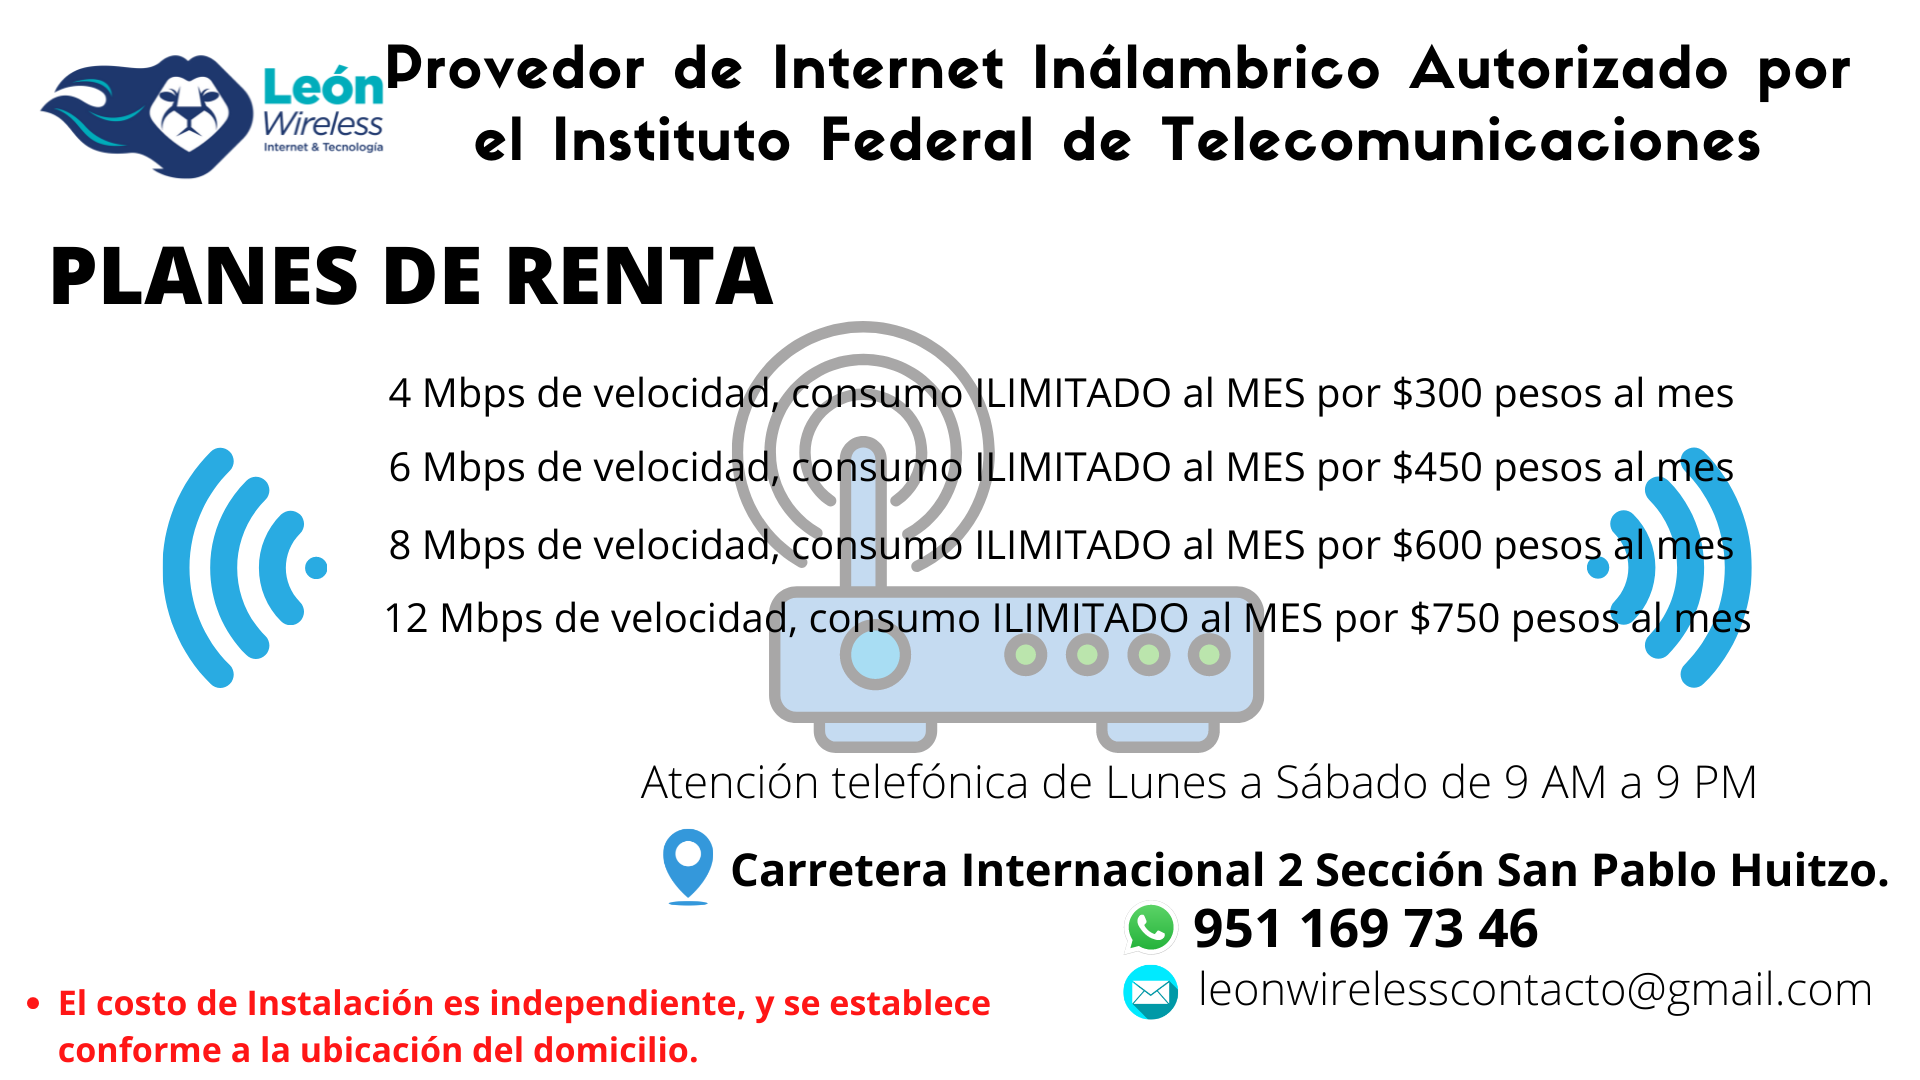 León
Wireless
Internet & Tecnología
Provedor de Internet Inálambrico Autorizado por
el Instituto Federal de Telecomunicaciones
PLANES DE RENTA
4 Mbps de velocidad, consumo ILIMITADO al MES por $300 pesos al mes
6 Mbps de velocidad, consumo ILIMITADO al MES por $450 pesos al mes
8 Mbps de velocidad, consumo ILIMITADO al MES por $600 pesos al mes
12 Mbps de velocidad, consumo ILIMITADO al MES por $750 pesos al mes
Atención telefónica de Lunes a Sábado de 9 AM a 9 PM
Carretera Internacional 2 Sección San Pablo Huitzo.
951 169 73 46
leonwirelesscontacto@gmail.com
• El costo de Instalación es independiente, y se establece
conforme a la ubicación del domicilio.